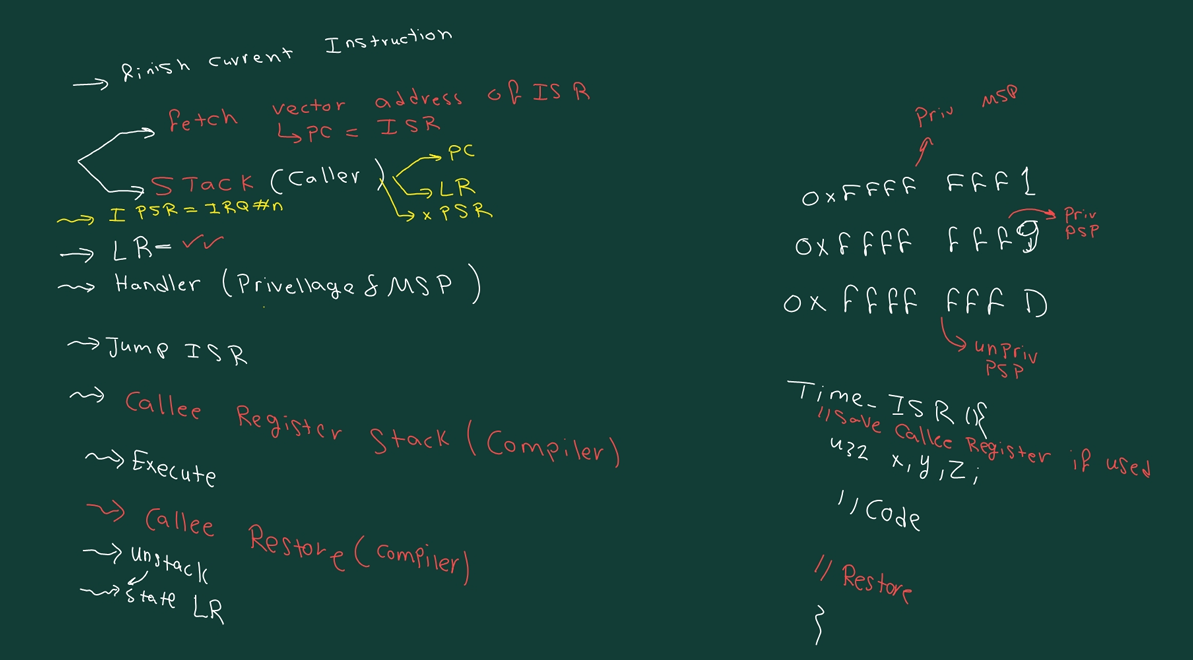 → finish current Instruction
fetch vector address of ISR
↳ PC = ISR
STack (Caller)
→ PC
→ LR
→ xPSR
→ IPSR = IRQ#n
→ LR= ✓✓
→ Handler (Privellage & MSP)
→ Jump ISR
→ Callee Register Stack (Compiler)
→ Execute
→ Callee Restore (compiler)
→ unstack
→ state LR
Priv MSP
0xFFFF FFF1
0xffff fff9
Priv
PSP
0x ffff fffD
unPriv
PSP
Time_ISR(){
//Save Callee Register if used
u32 x,y,Z;
//Code
// Restore
}